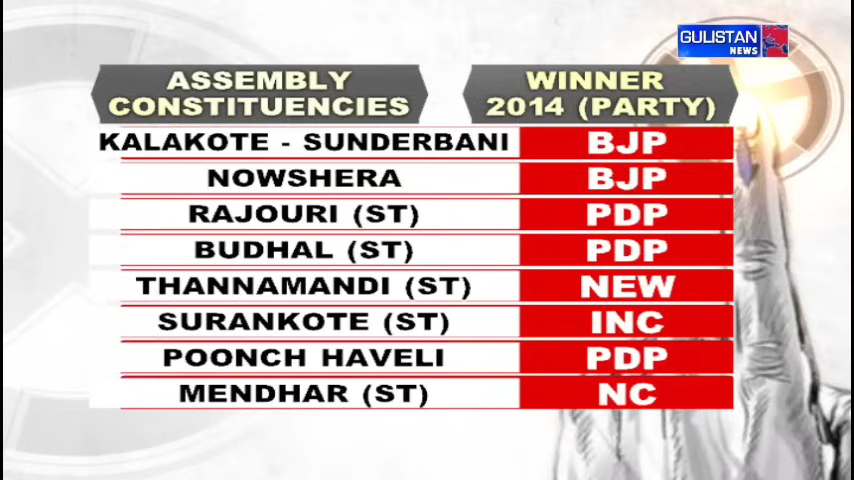 GULISTAN
NEWS
ASSEMBLY CONSTITUENCIES WINNER 2014 (PARTY)
KALAKOTE - SUNDERBANI BJP
NOWSHERA BJP
RAJOURI (ST) PDP
BUDHAL (ST) PDP
THANNAMANDI (ST) NEW
SURANKOTE (ST) INC
POONCH HAVELI PDP
MENDHAR (ST) NC